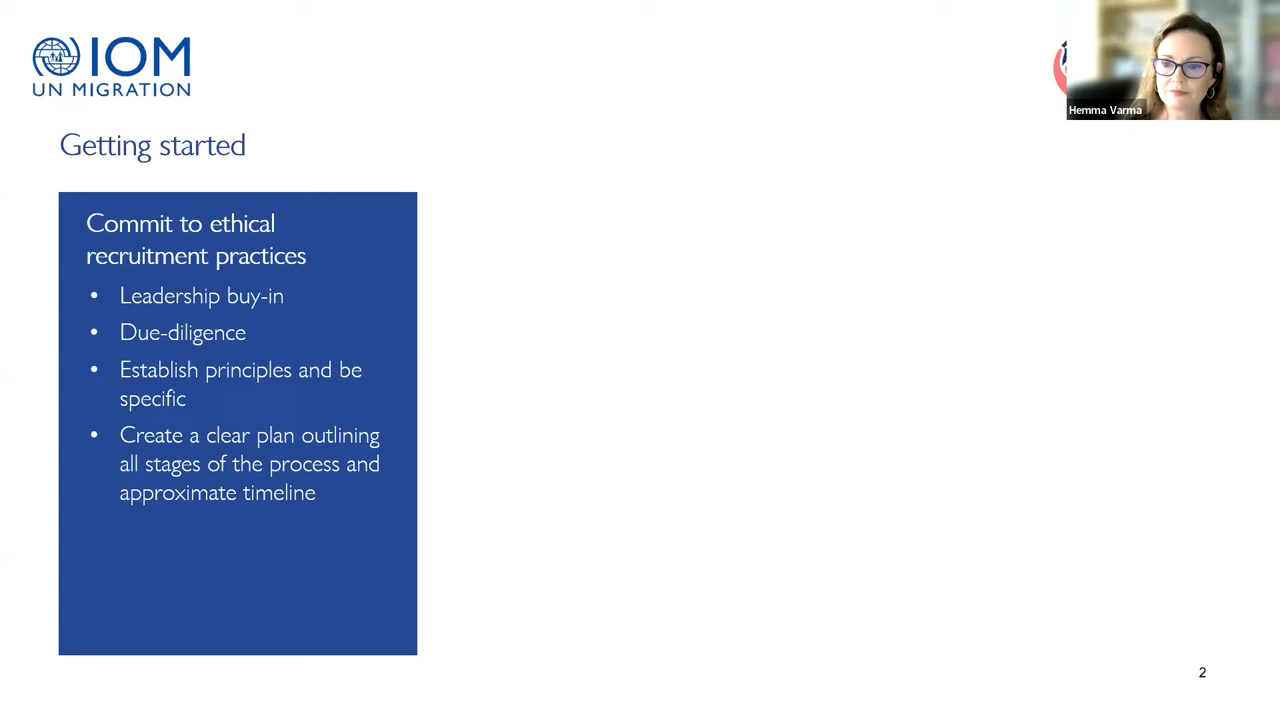 IOM
UN MIGRATION
Hemma Varma
Getting started
Commit to ethical
recruitment practices
• Leadership buy-in
• Due-diligence
• Establish principles and be
specific
• Create a clear plan outlining
all stages of the process and
approximate timeline
2